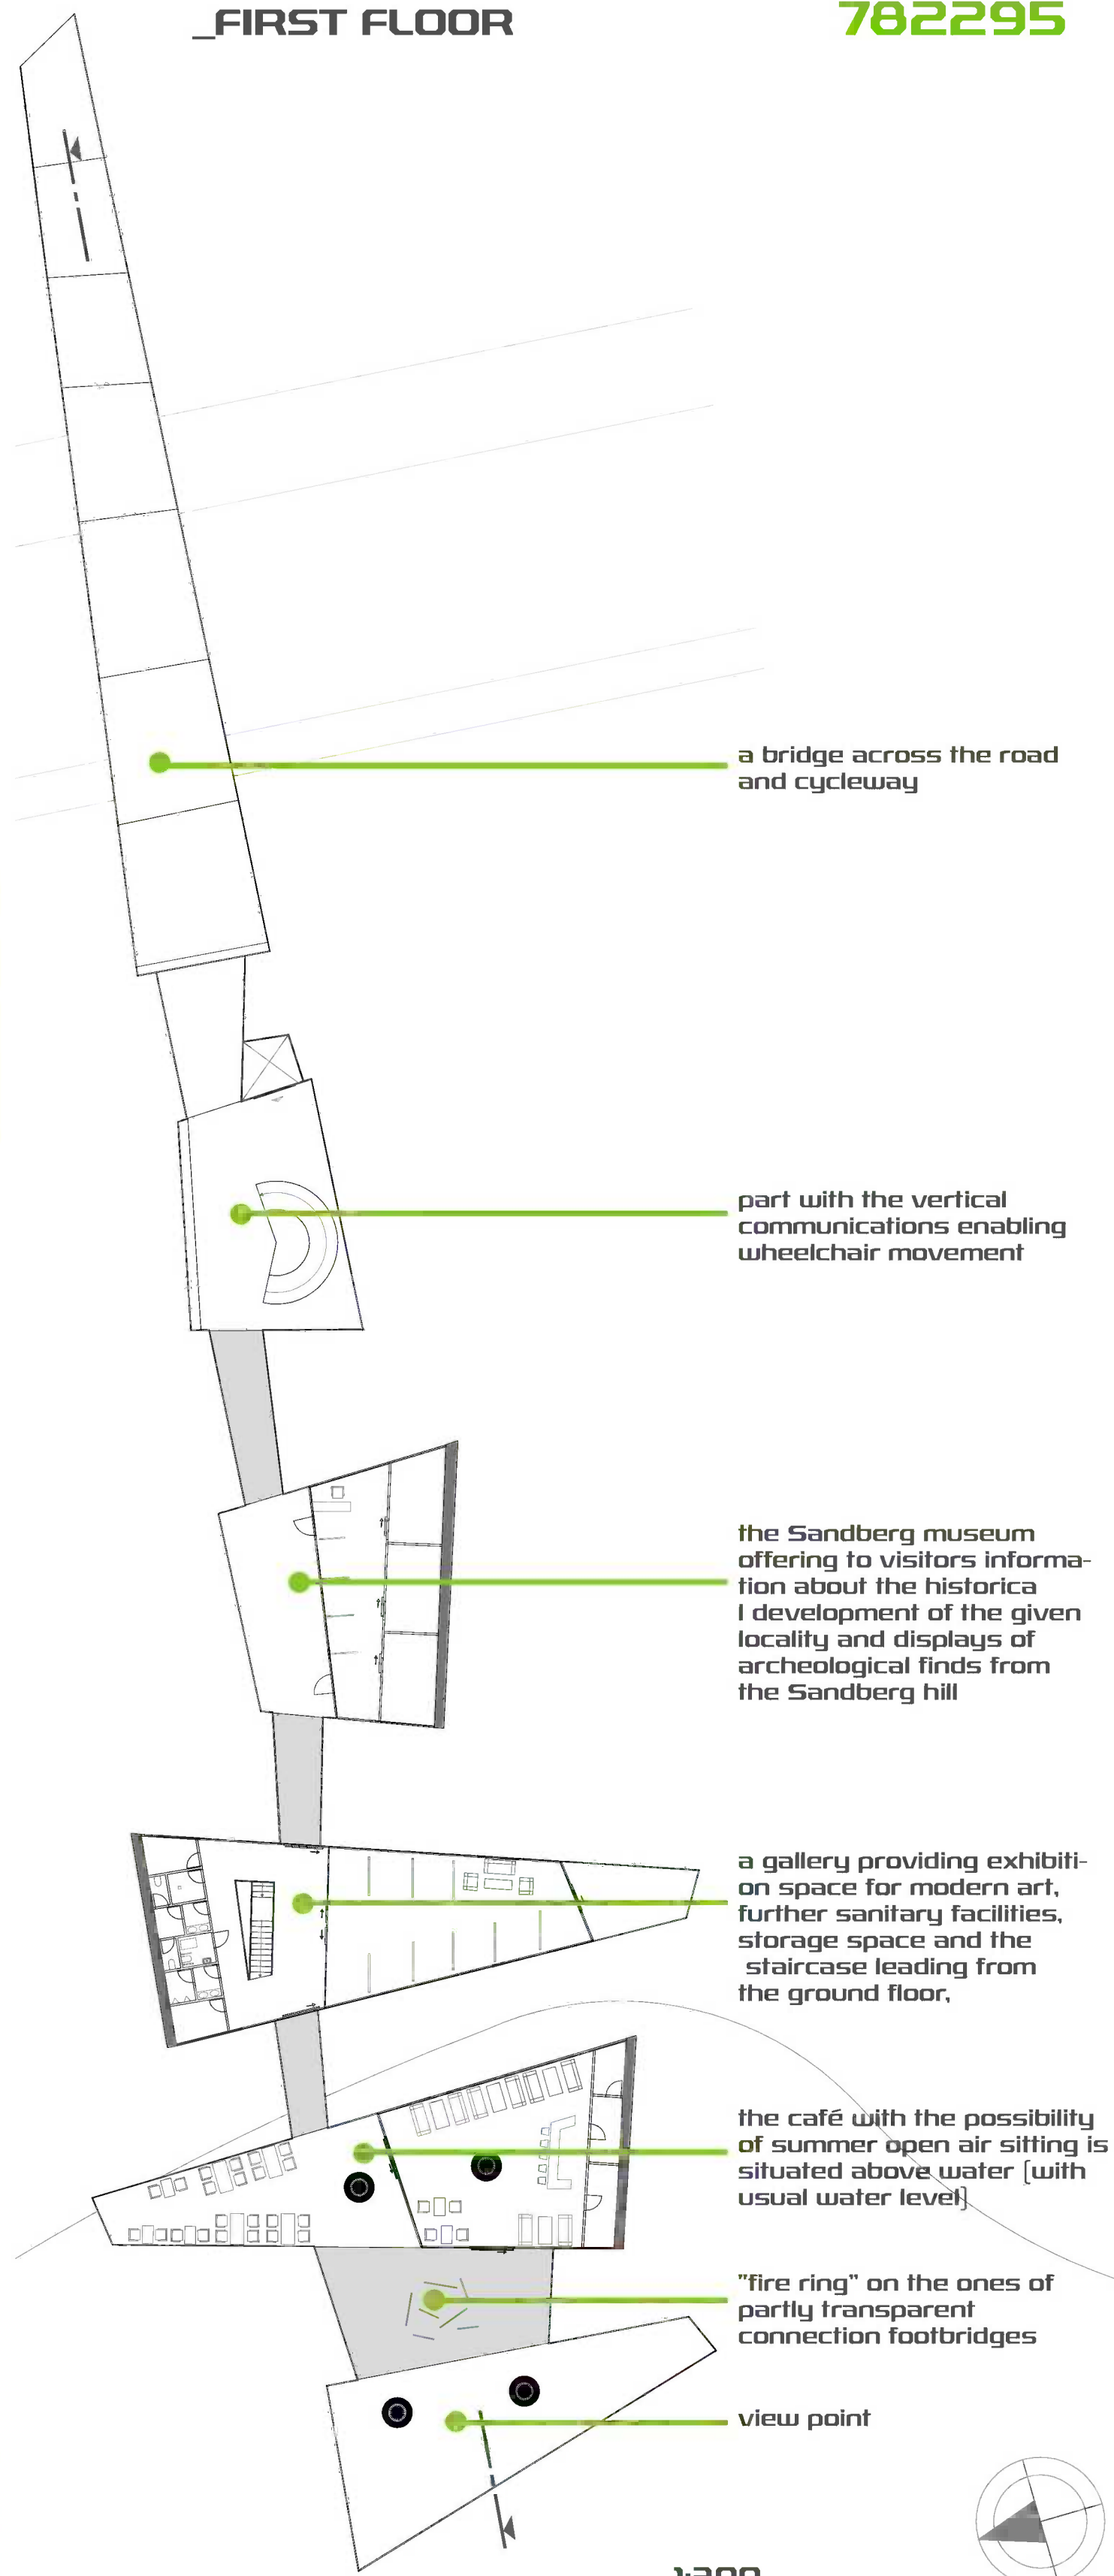 _FIRST FLOOR
782295
a bridge across the road
and cycleway
part with the vertical
communications enabling
wheelchair movement
the Sandberg museum
offering to visitors informa-
tion about the historica
l development of the given
locality and displays of
archeological finds from
the Sandberg hill
a gallery providing exhibiti-
on space for modern art,
further sanitary facilities,
storage space and the
staircase leading from
the ground floor,
the café with the possibility
of summer open air sitting is
situated above water (with
usual water level)
"fire ring" on the ones of
partly transparent
connection footbridges
view point